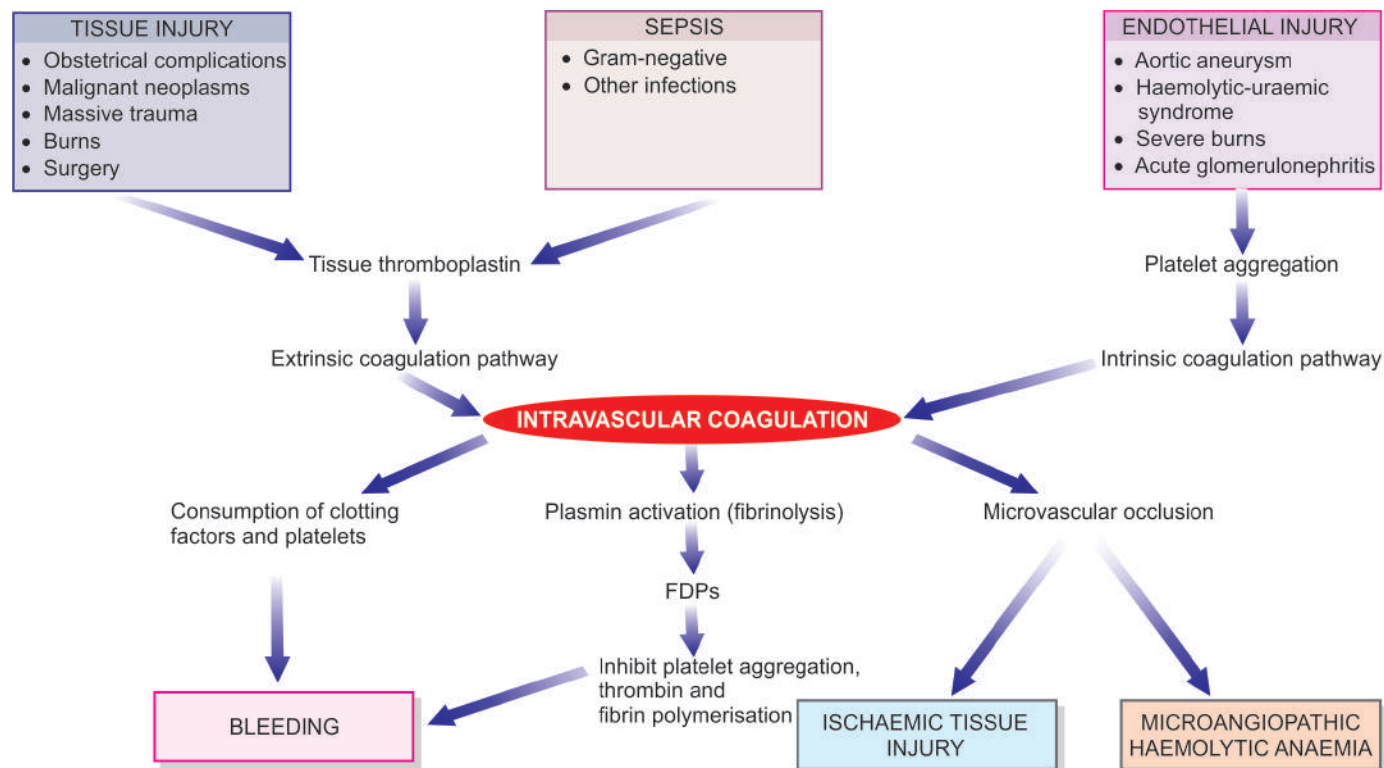 TISSUE INJURY
• Obstetrical complications
• Malignant neoplasms
• Massive trauma
• Burns
• Surgery
SEPSIS
• Gram-negative
• Other infections
ENDOTHELIAL INJURY
• Aortic aneurysm
• Haemolytic-uraemic
syndrome
• Severe burns
• Acute glomerulonephritis
Tissue thromboplastin
Platelet aggregation
Extrinsic coagulation pathway
Intrinsic coagulation pathway
INTRAVASCULAR COAGULATION
Consumption of clotting
factors and platelets
Plasmin activation (fibrinolysis)
Microvascular occlusion
FDPs
Inhibit platelet aggregation,
thrombin and
fibrin polymerisation
BLEEDING
ISCHAEMIC TISSUE
INJURY
MICROANGIOPATHIC
HAEMOLYTIC ANAEMIA